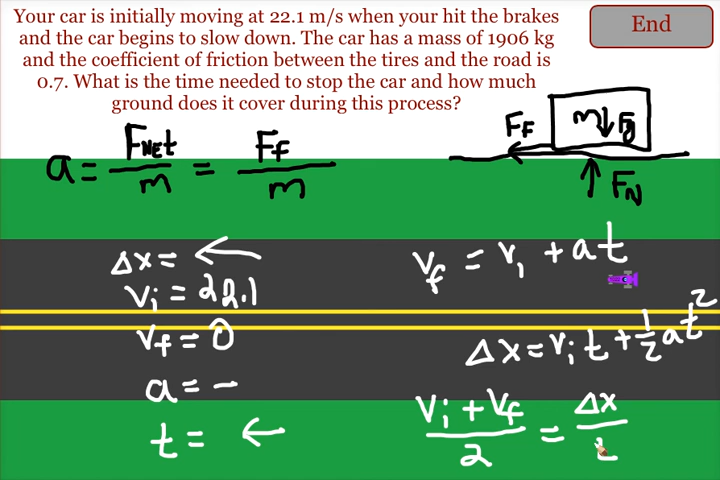 Your car is initially moving at 22.1 m/s when your hit the brakes
and the car begins to slow down. The car has a mass of 1906 kg
and the coefficient of friction between the tires and the road is
0.7. What is the time needed to stop the car and how much
ground does it cover during this process?
End
a = FNET/m = FF/m
FF m Fg
FN
Δx = ←
Vi = 22.1
Vf = 0
a = -
t = ←
Vf = Vi + at
Δx = Vit + 1/2 at²
Vi + Vf / 2 = Δx / t